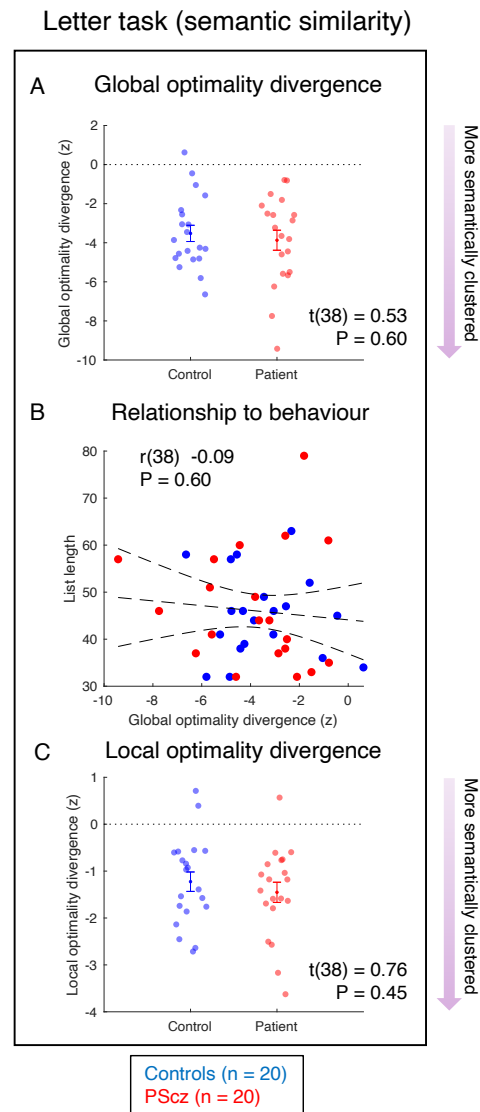 Letter task (semantic similarity)
A
Global optimality divergence
Global optimality divergence (z)
2
0
-2
-4
-6
-8
-10
t(38) = 0.53
P = 0.60
Control
Patient
More semantically clustered
B
Relationship to behaviour
r(38) -0.09
P = 0.60
List length
80
70
60
50
40
30
-10
-8
-6
-4
-2
0
Global optimality divergence (z)
C
Local optimality divergence
Local optimality divergence (z)
1
0
-1
-2
-3
-4
t(38) = 0.76
P = 0.45
Control
Patient
More semantically clustered
Controls (n = 20)
PScz (n = 20)